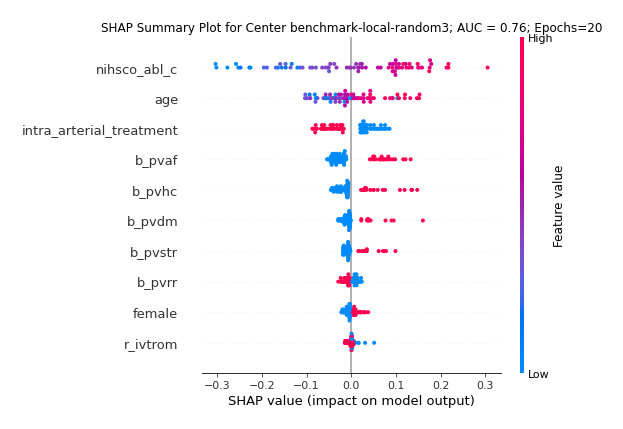 SHAP Summary Plot for Center benchmark-local-random3; AUC = 0.76; Epochs=20
High
nihsco_abl_c
age
intra_arterial_treatment
b_pvaf
b_pvhc
b_pvdm
b_pvstr
b_pvrr
female
r_ivtrom
Feature value
Low
−0.3 −0.2 −0.1 0.0 0.1 0.2 0.3
SHAP value (impact on model output)